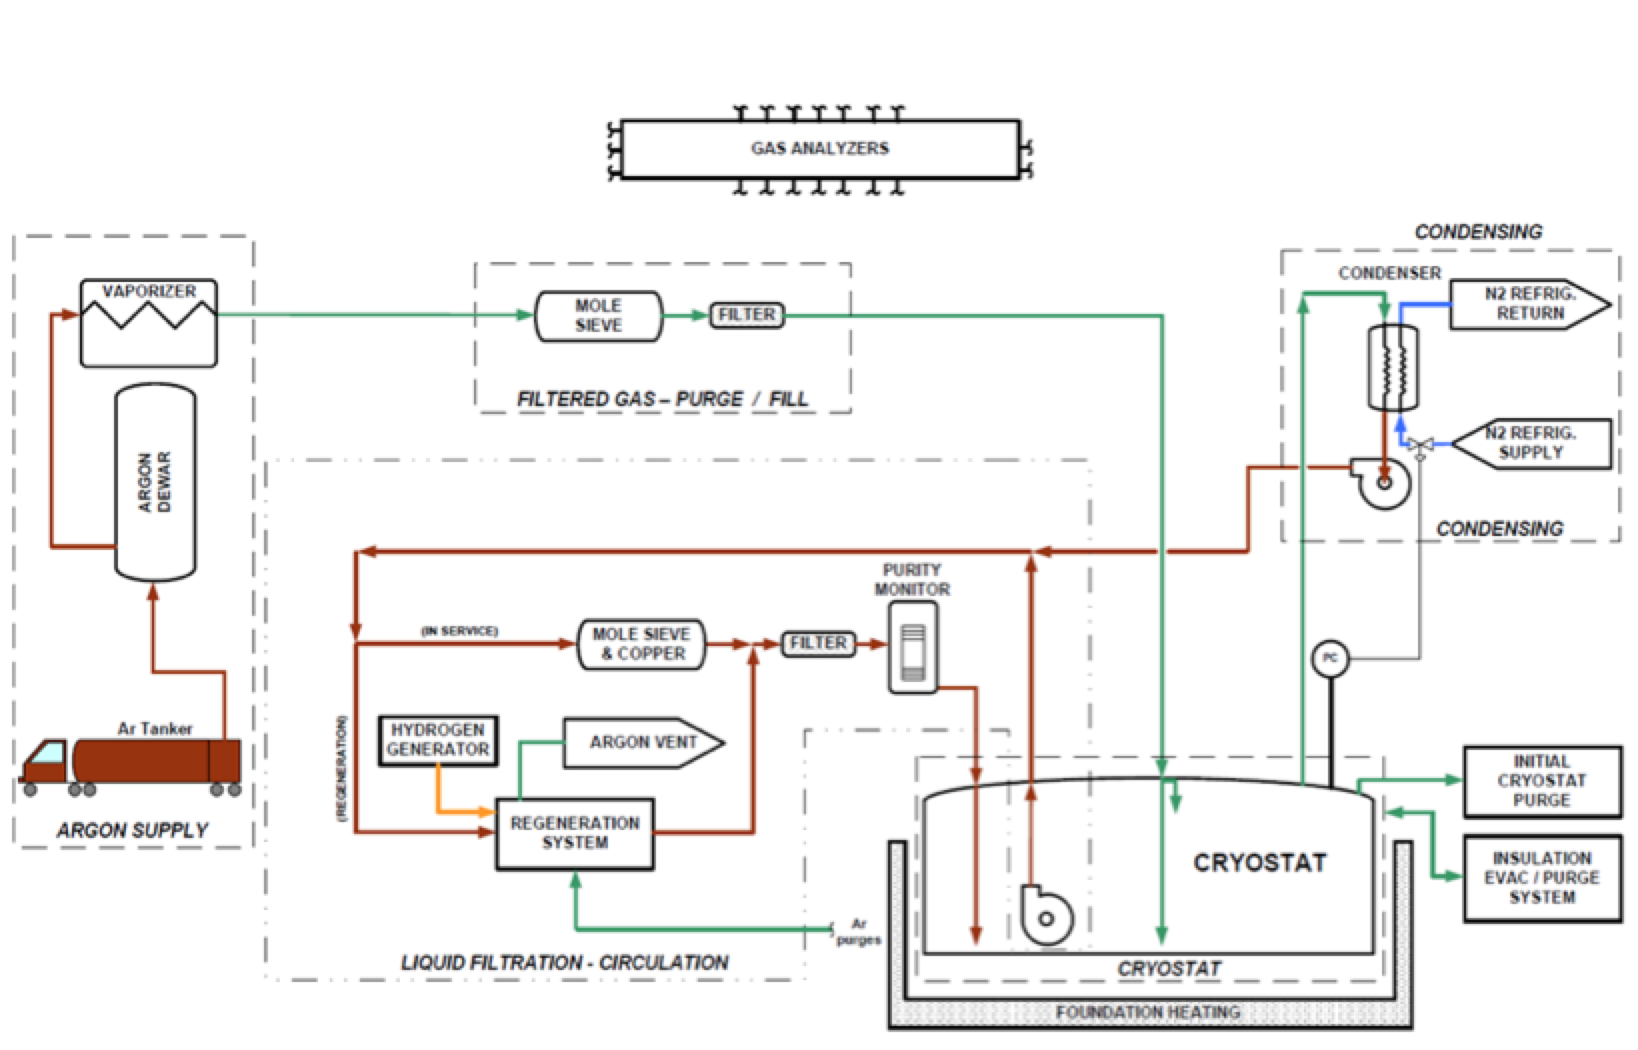 GAS ANALYZERS
CONDENSING
CONDENSER
N2 REFRIG.
RETURN
N2 REFRIG.
SUPPLY
CONDENSING
VAPORIZER
ARGON
DEWAR
Ar Tanker
ARGON SUPPLY
MOLE
SIEVE
FILTER
FILTERED GAS – PURGE / FILL
PURITY
MONITOR
(IN SERVICE)
MOLE SIEVE
& COPPER
FILTER
(REGENERATION)
HYDROGEN
GENERATOR
ARGON VENT
REGENERATION
SYSTEM
Ar
purges
LIQUID FILTRATION - CIRCULATION
PC
CRYOSTAT
CRYOSTAT
FOUNDATION HEATING
INITIAL
CRYOSTAT
PURGE
INSULATION
EVAC / PURGE
SYSTEM